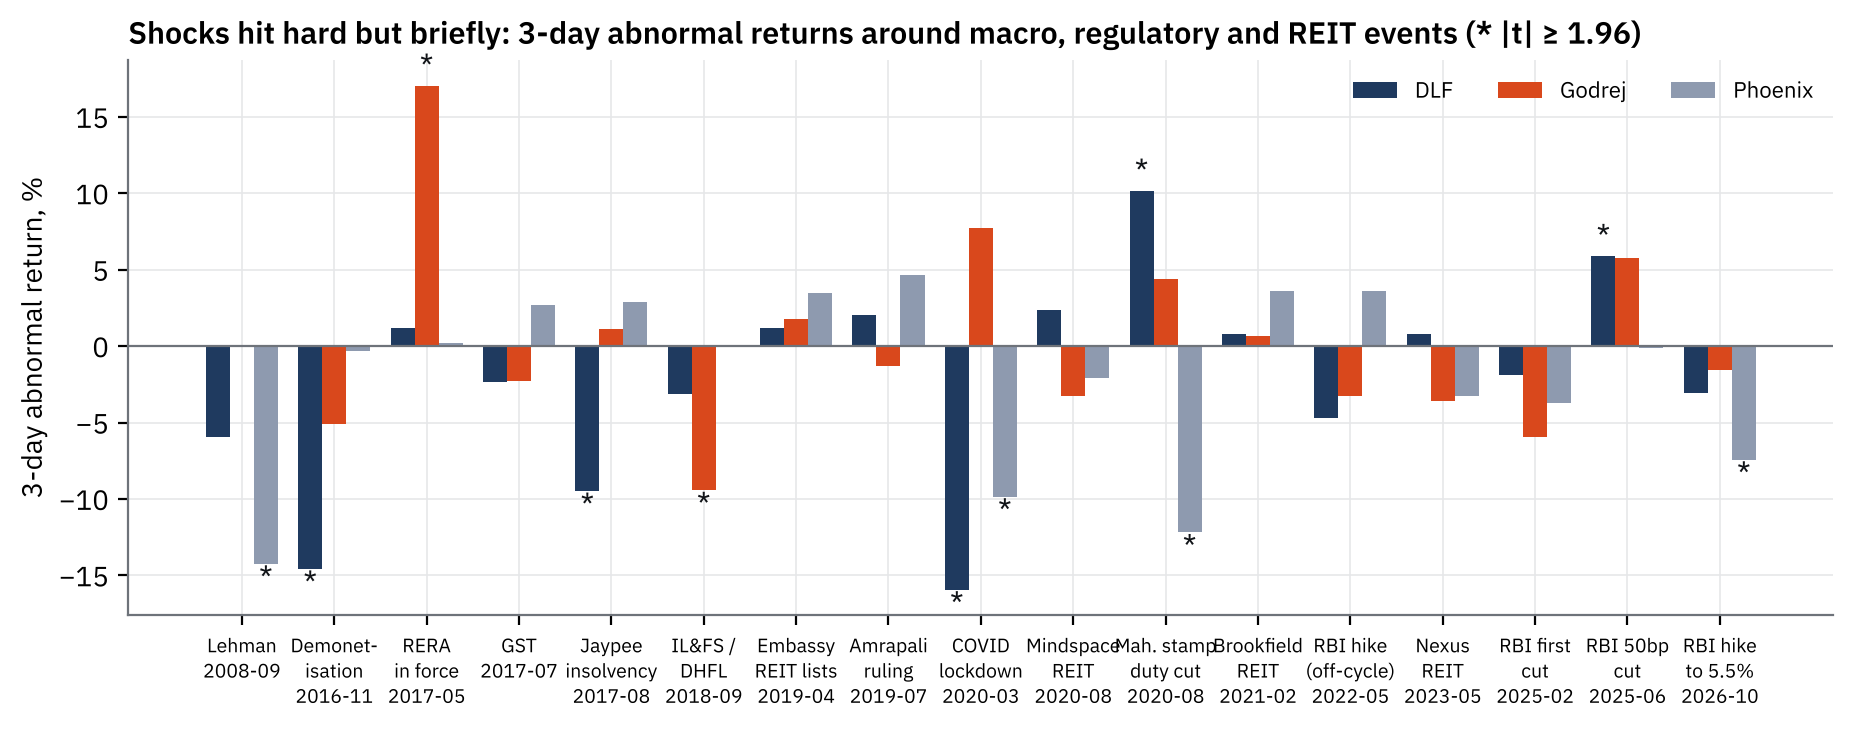 Shocks hit hard but briefly: 3-day abnormal returns around macro, regulatory and REIT events (* |t| ≥ 1.96)
DLF
Godrej
Phoenix
3-day abnormal return, %
15
10
5
0
−5
−10
−15
*
*
*
*
*
*
*
*
*
*
*
Lehman
2008-09
Demonet-
isation
2016-11
RERA
in force
2017-05
GST
2017-07
Jaypee
insolvency
2017-08
IL&FS /
DHFL
2018-09
Embassy
REIT lists
2019-04
Amrapali
ruling
2019-07
COVID
lockdown
2020-03
Mindspace
REIT
2020-08
Mah. stamp
duty cut
2020-08
Brookfield
REIT
2021-02
RBI hike
(off-cycle)
2022-05
Nexus
REIT
2023-05
RBI first
cut
2025-02
RBI 50bp
cut
2025-06
RBI hike
to 5.5%
2026-10